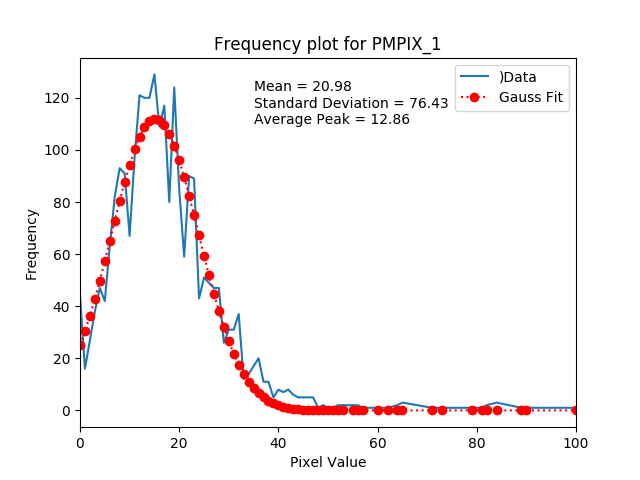 Frequency plot for PMPIX_1
Mean = 20.98
Standard Deviation = 76.43
Average Peak = 12.86
)Data
Gauss Fit
Frequency
120
100
80
60
40
20
0
0 20 40 60 80 100
Pixel Value